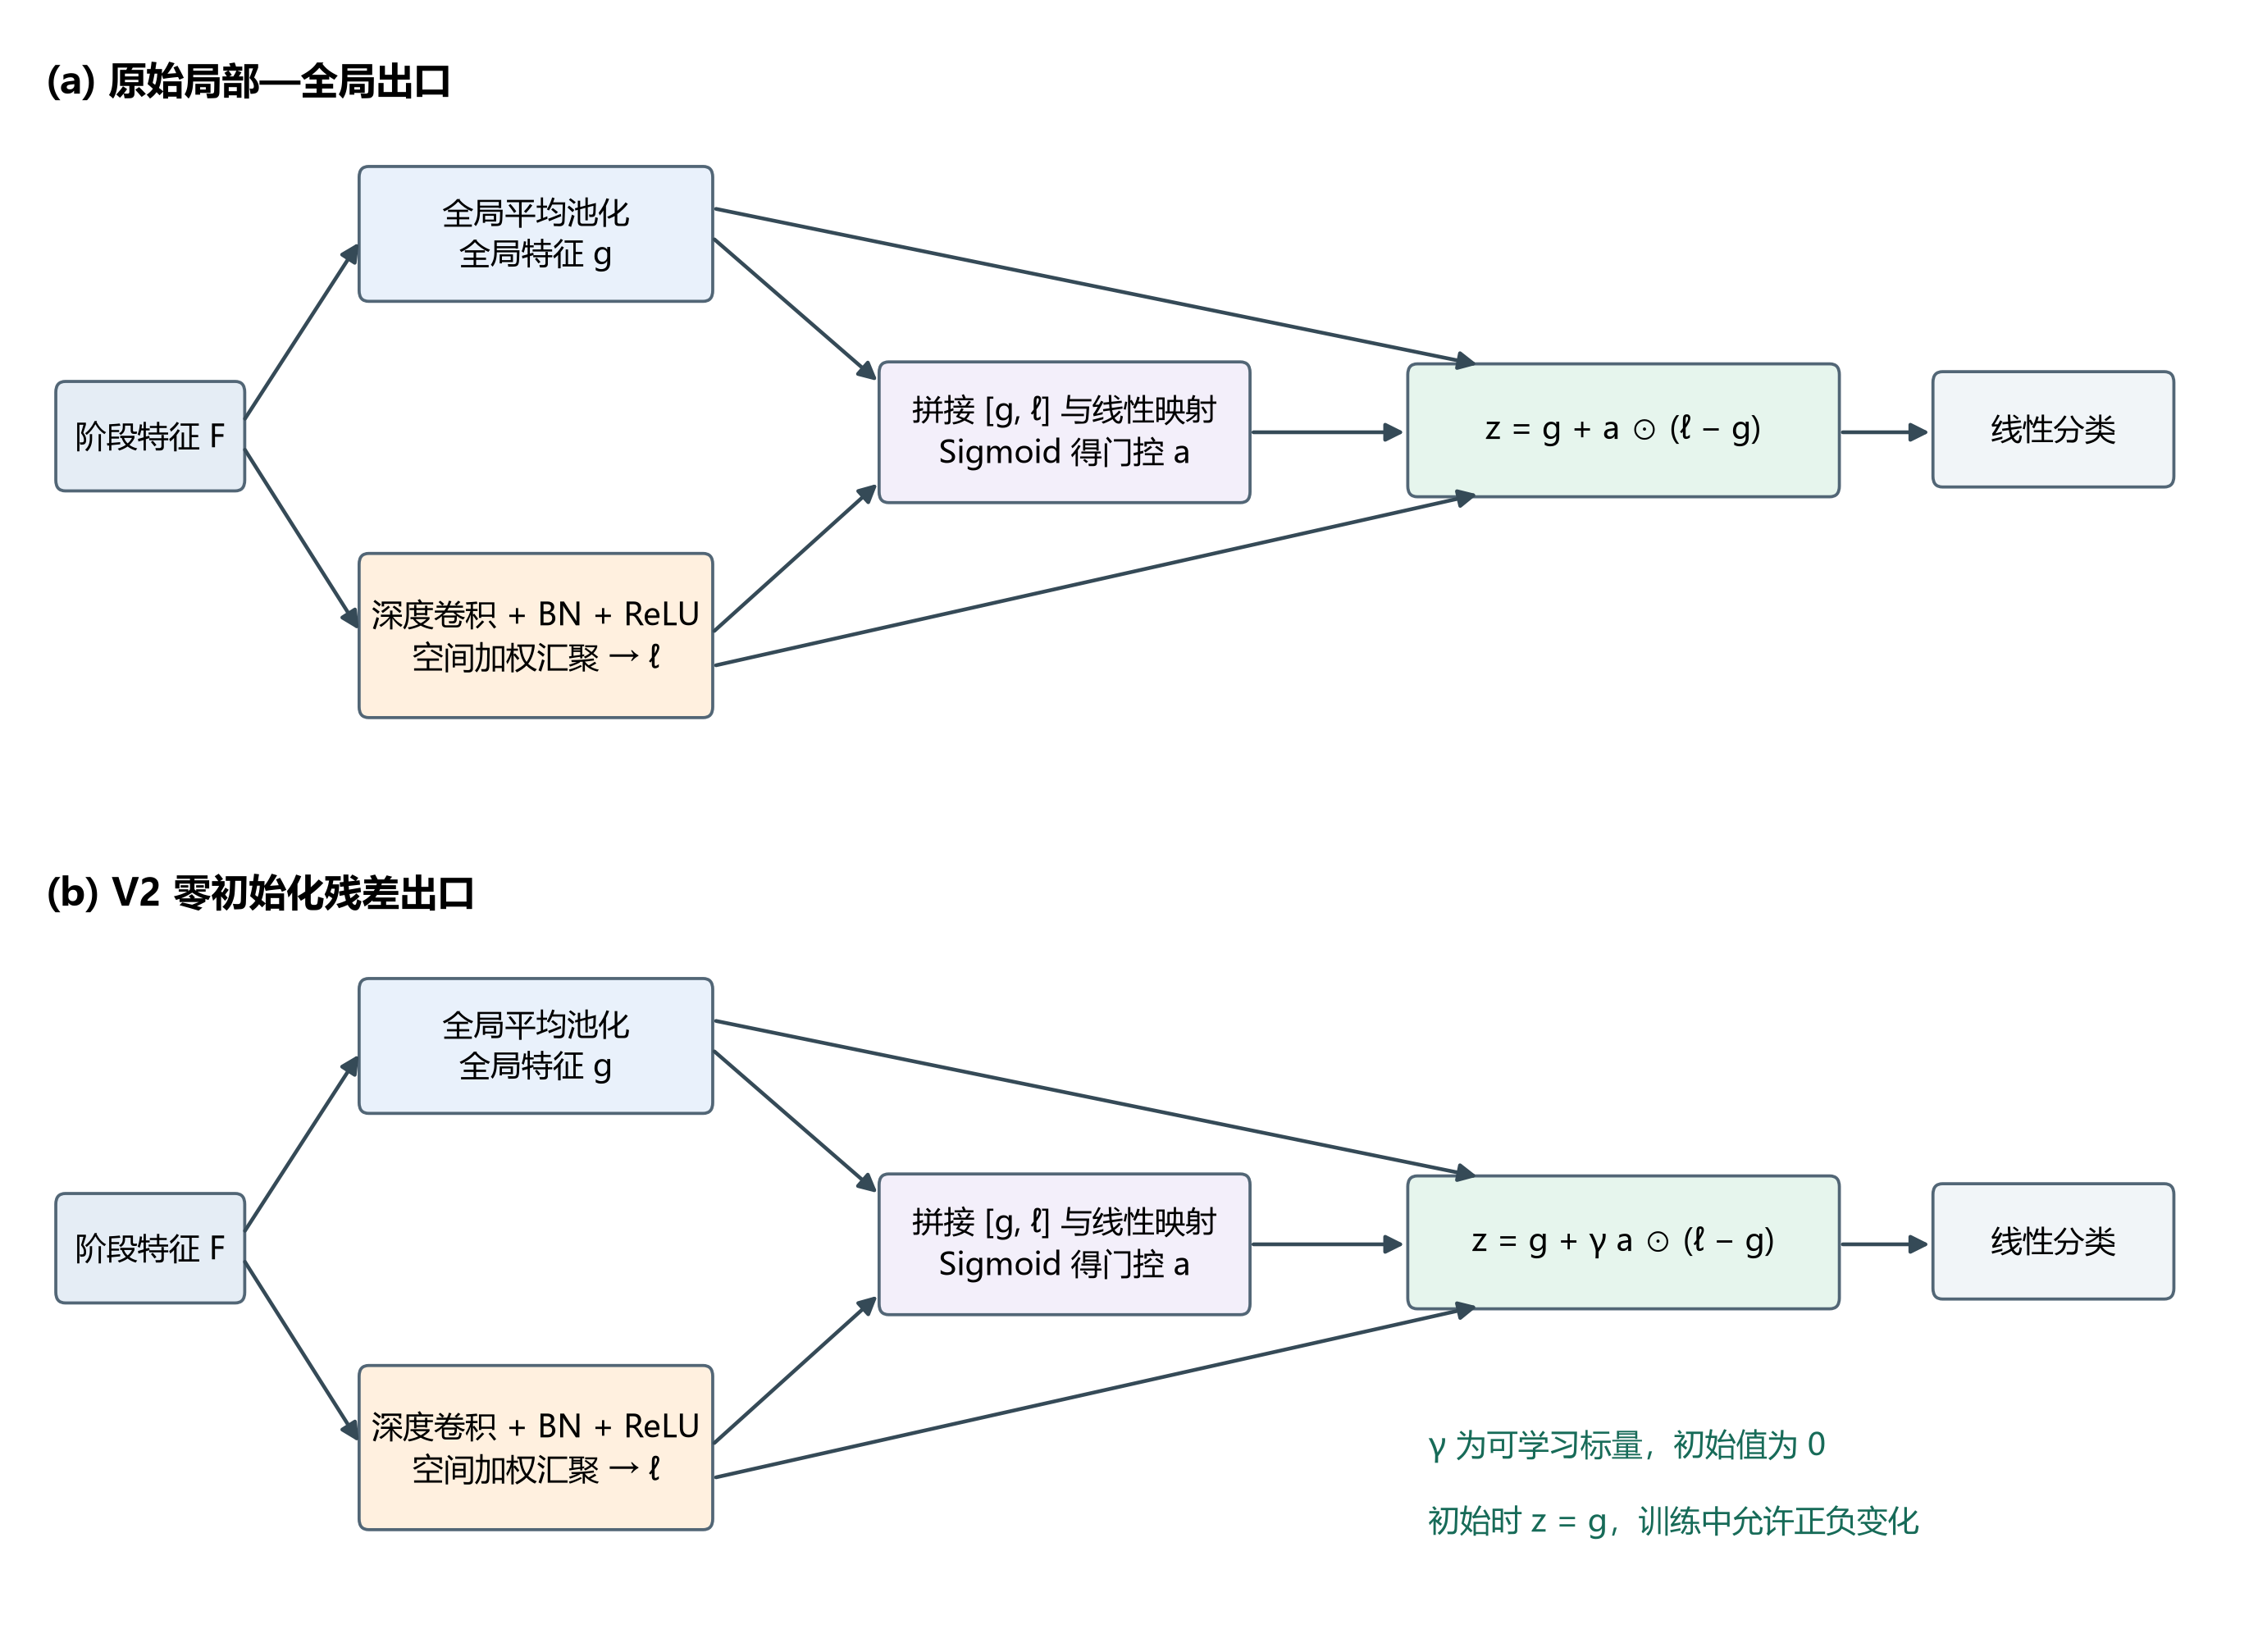 (a) 原始局部—全局出口
全局平均池化
全局特征 g
阶段特征 F
拼接 [g, ℓ] 与线性映射
Sigmoid 得门控 a
z = g + a ⊙ (ℓ − g)
线性分类
深度卷积 + BN + ReLU
空间加权汇聚 → ℓ
(b) V2 零初始化残差出口
全局平均池化
全局特征 g
阶段特征 F
拼接 [g, ℓ] 与线性映射
Sigmoid 得门控 a
z = g + γ a ⊙ (ℓ − g)
线性分类
深度卷积 + BN + ReLU
空间加权汇聚 → ℓ
γ 为可学习标量，初始值为 0
初始时 z = g，训练中允许正负变化